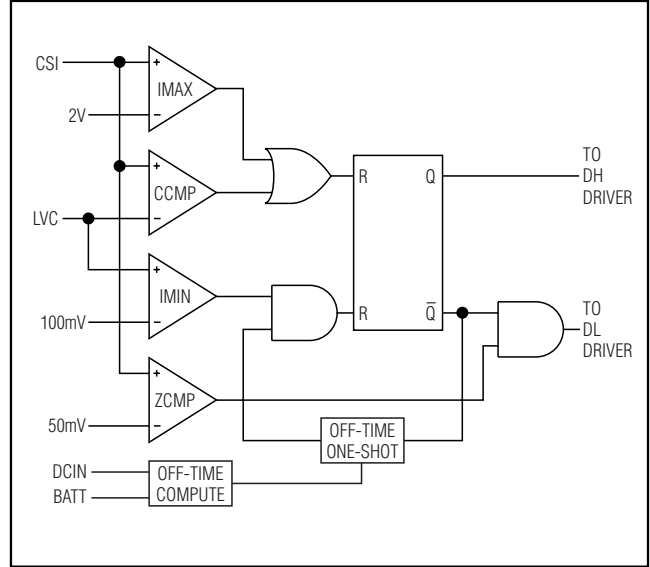 CSI
+
IMAX
2V
−
+
CCMP
LVC
−
+
IMIN
100mV
−
+
ZCMP
50mV
−
R
Q
TO
DH
DRIVER
R
Q̅
TO
DL
DRIVER
OFF-TIME
ONE-SHOT
DCIN
BATT
OFF-TIME
COMPUTE